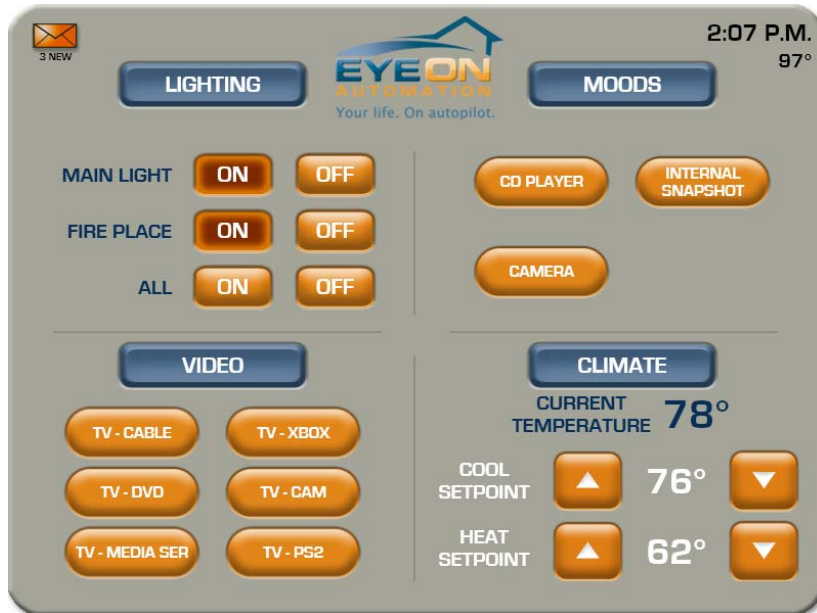 3 NEW
2:07 P.M.
97°
EYEON
AUTOMATION
Your life. On autopilot.
LIGHTING
MAIN LIGHT ON OFF
FIRE PLACE ON OFF
ALL ON OFF
MOODS
CD PLAYER
INTERNAL
SNAPSHOT
CAMERA
VIDEO
TV - CABLE TV - XBOX
TV - DVD TV - CAM
TV - MEDIA SER TV - PS2
CLIMATE
CURRENT
TEMPERATURE 78°
COOL
SETPOINT 76°
HEAT
SETPOINT 62°